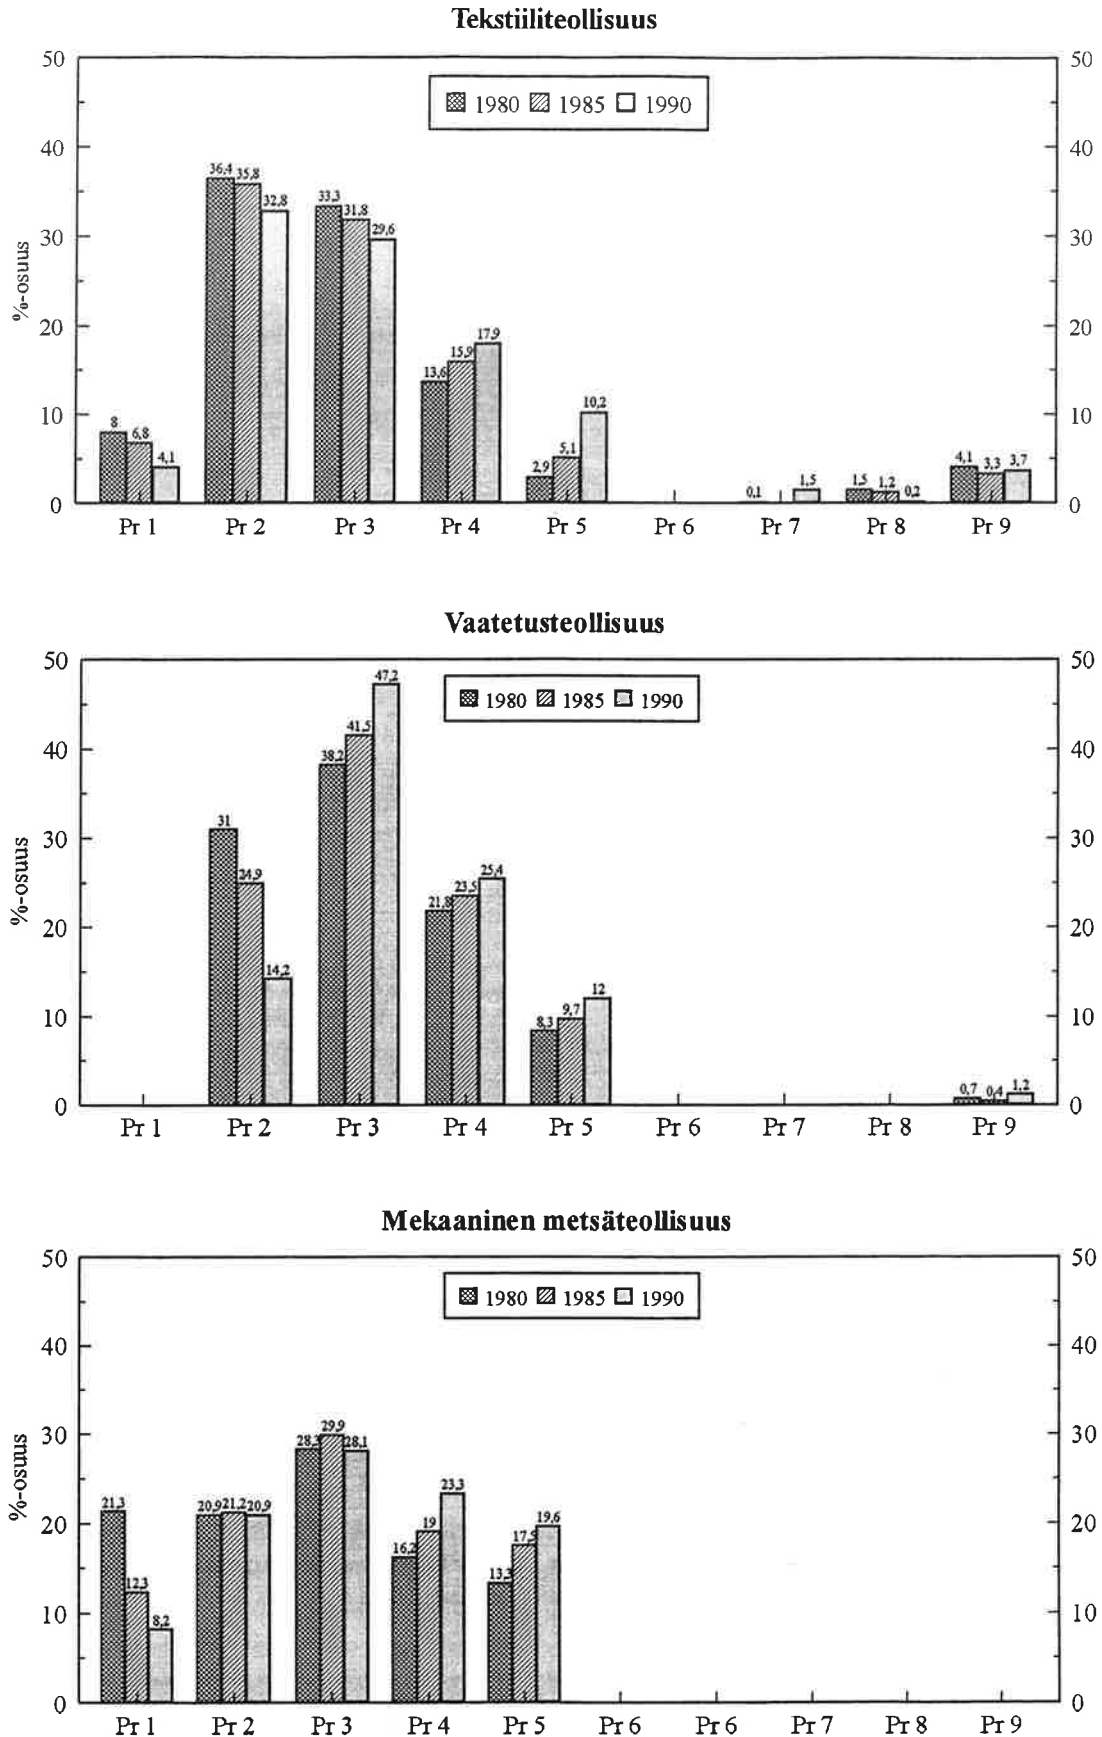 Tekstiiliteollisuus
50 50
1980 1985 1990
40 40
36,4 35,8 32,8
33,3 31,8 29,6
30 30
%-osuus
20 20
13,6 15,9 17,9
10 10
8 6,8 4,1
2,9 5,1 10,2
0,1 1,5
1,5 1,2 0,2
4,1 3,3 3,7
0 0
Pr 1 Pr 2 Pr 3 Pr 4 Pr 5 Pr 6 Pr 7 Pr 8 Pr 9
Vaatetusteollisuus
50 50
1980 1985 1990
38,2 41,5 47,2
40 40
31 24,9 14,2
30 30
%-osuus
21,8 23,5 25,4
20 20
8,3 9,7 12
10 10
0,7 0,4 1,2
0 0
Pr 1 Pr 2 Pr 3 Pr 4 Pr 5 Pr 6 Pr 7 Pr 8 Pr 9
Mekaaninen metsäteollisuus
50 50
1980 1985 1990
40 40
30 30
28,3 29,9 28,1
%-osuus
21,3 12,3 8,2
20,9 21,2 20,9
16,2 19 23,3
13,3 17,5 19,6
20 20
10 10
0 0
Pr 1 Pr 2 Pr 3 Pr 4 Pr 5 Pr 6 Pr 6 Pr 7 Pr 8 Pr 9